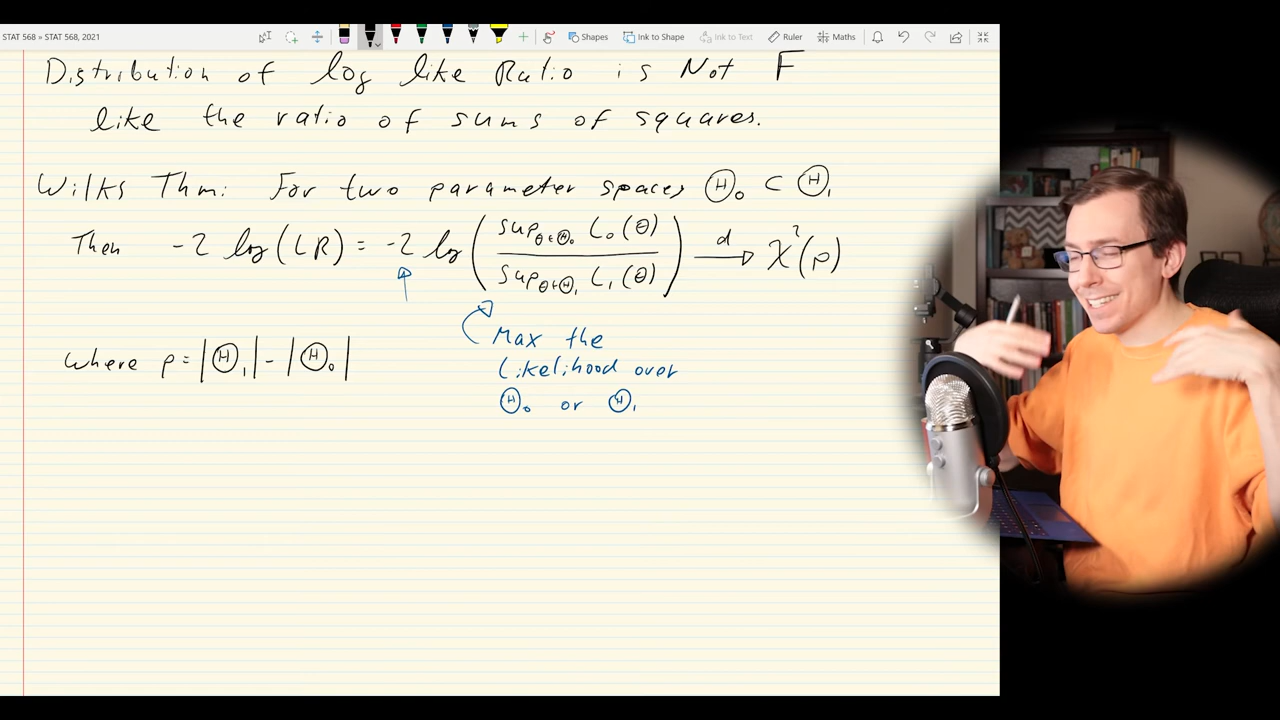 STAT 568 » STAT 568, 2021
Shapes Ink to Shape Ink to Text Ruler Maths
Distribution of log like Ratio is Not F
like the ratio of sums of squares.
Wilks Thm: For two parameter spaces Θ₀ ⊂ Θ₁
Then -2 log(LR) = -2 log( sup_{θ∈Θ₀} L₀(θ) / sup_{θ∈Θ₁} L₁(θ) ) →^d χ²(p)
Max the
Likelihood over
Θ₀ or Θ₁
where p = |Θ₁| - |Θ₀|